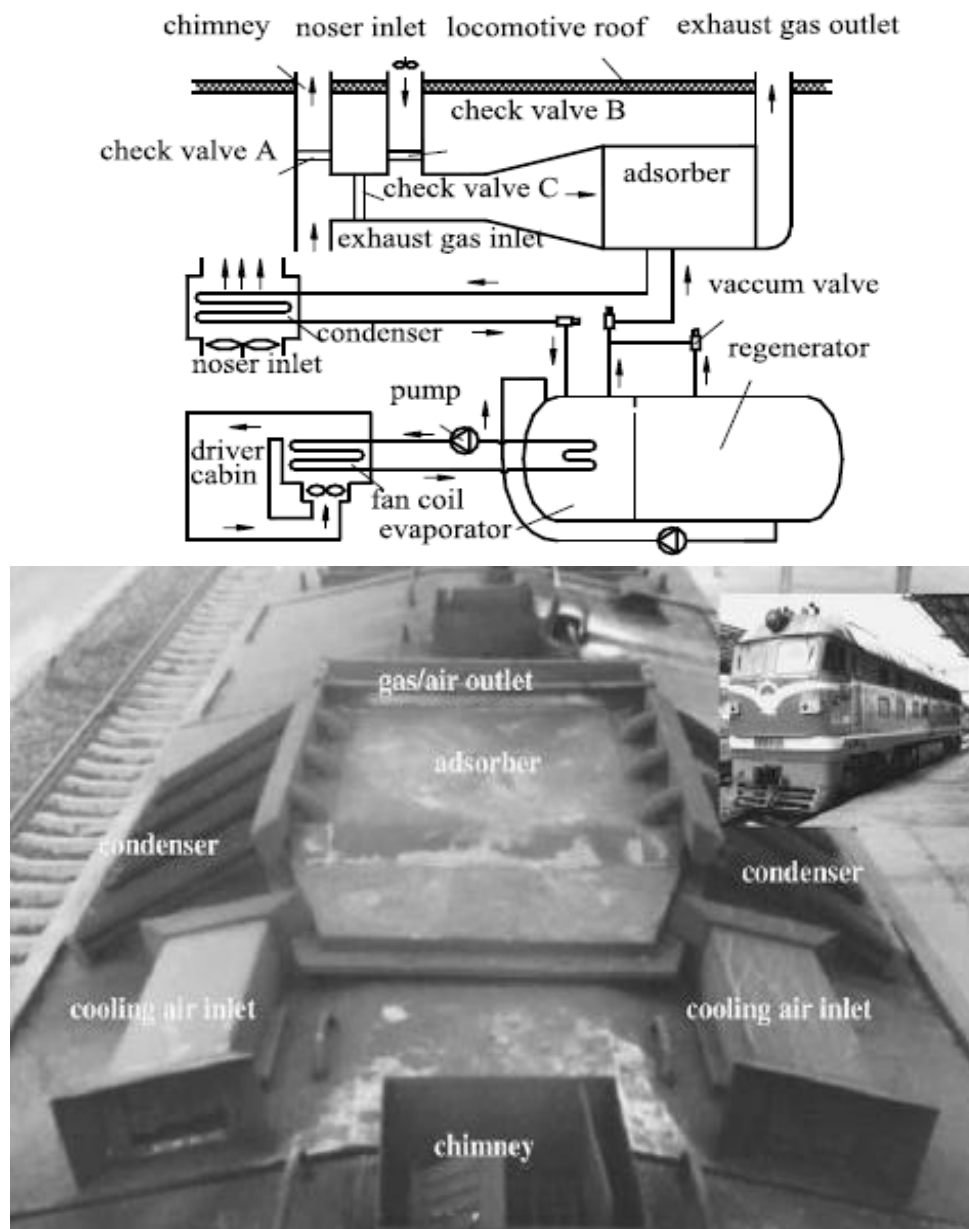 chimney noser inlet locomotive roof exhaust gas outlet
check valve B
check valve A
check valve C
adsorber
exhaust gas inlet
vaccum valve
condenser
noser inlet
regenerator
pump
driver
cabin
fan coil
evaporator
gas/air outlet
adsorber
condenser
condenser
cooling air inlet
cooling air inlet
chimney